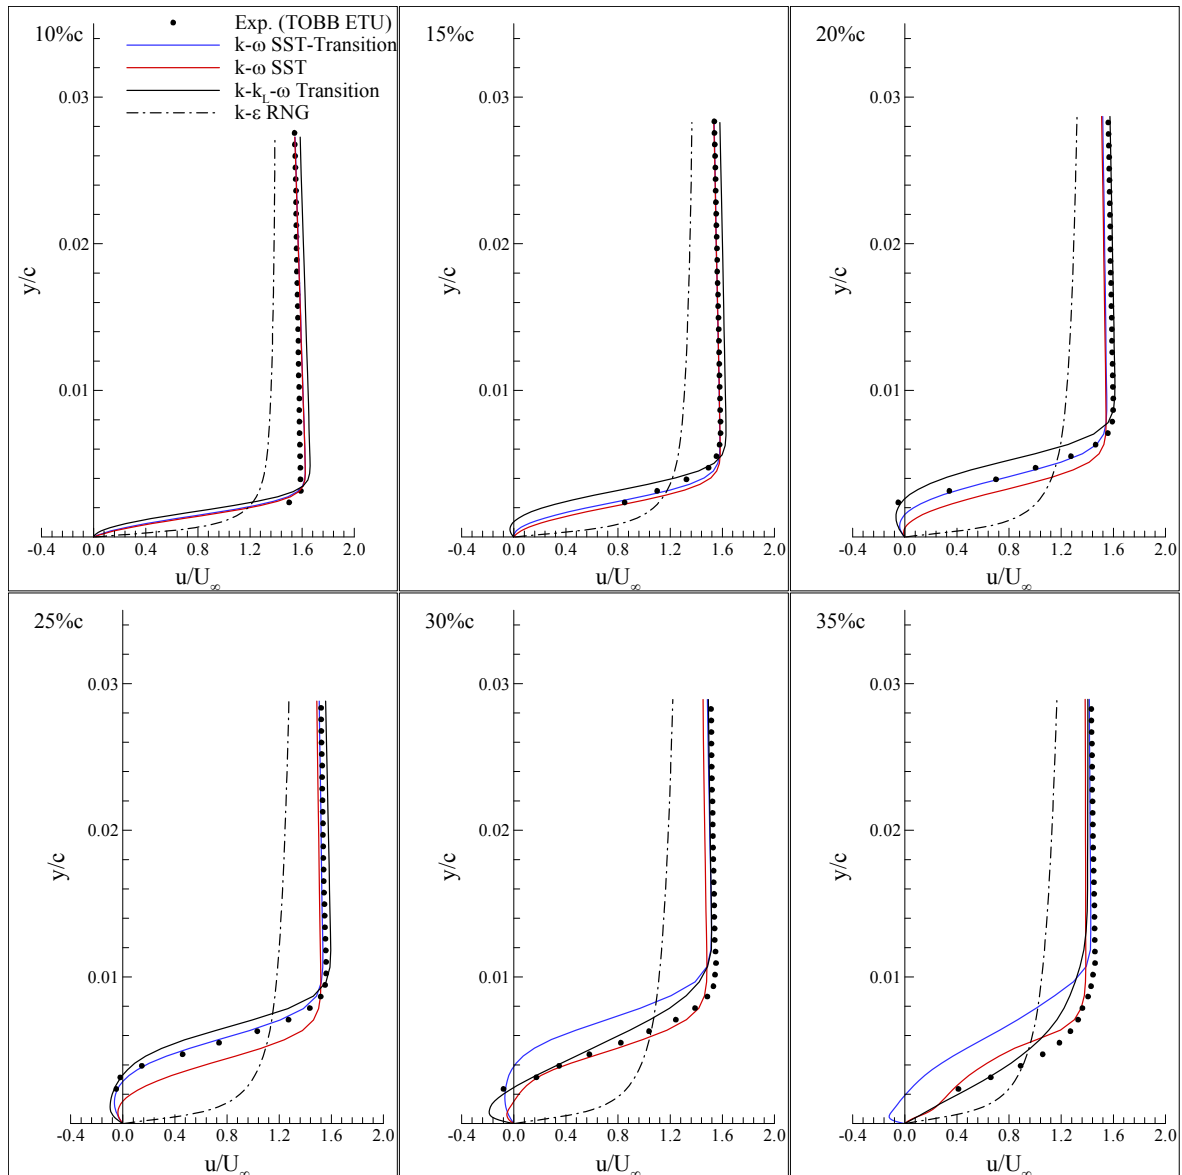 10%c
Exp. (TOBB ETU)
k-ω SST-Transition
k-ω SST
k-k_L-ω Transition
k-ε RNG
0.03
0.02
0.01
y/c
-0.4 0.0 0.4 0.8 1.2 1.6 2.0
u/U∞
15%c
0.03
0.02
0.01
y/c
-0.4 0.0 0.4 0.8 1.2 1.6 2.0
u/U∞
20%c
0.03
0.02
0.01
y/c
-0.4 0.0 0.4 0.8 1.2 1.6 2.0
u/U∞
25%c
0.03
0.02
0.01
y/c
-0.4 0.0 0.4 0.8 1.2 1.6 2.0
u/U∞
30%c
0.03
0.02
0.01
y/c
-0.4 0.0 0.4 0.8 1.2 1.6 2.0
u/U∞
35%c
0.03
0.02
0.01
y/c
-0.4 0.0 0.4 0.8 1.2 1.6 2.0
u/U∞